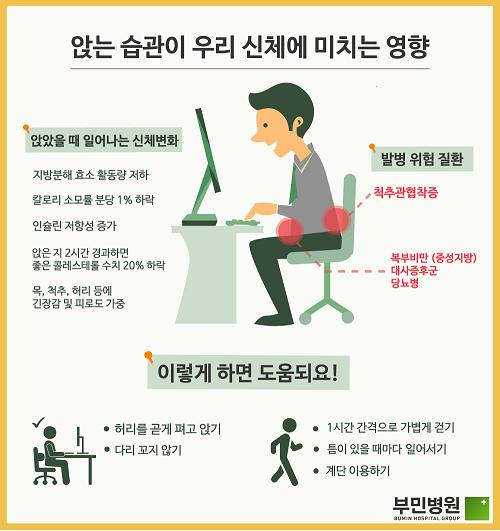 앉는 습관이 우리 신체에 미치는 영향
앉았을 때 일어나는 신체변화
지방분해 효소 활동량 저하
칼로리 소모률 분당 1% 하락
인슐린 저항성 증가
앉은 지 2시간 경과하면
좋은 콜레스테롤 수치 20% 하락
목, 척추, 허리 등에
긴장감 및 피로도 가중
발병 위험 질환
척추관협착증
복부비만 (중성지방)
대사증후군
당뇨병
이렇게 하면 도움되요!
• 허리를 곧게 펴고 앉기
• 다리 꼬지 않기
• 1시간 간격으로 가볍게 걷기
• 틈이 있을 때마다 일어서기
• 계단 이용하기
부민병원
BUMIN HOSPITAL GROUP